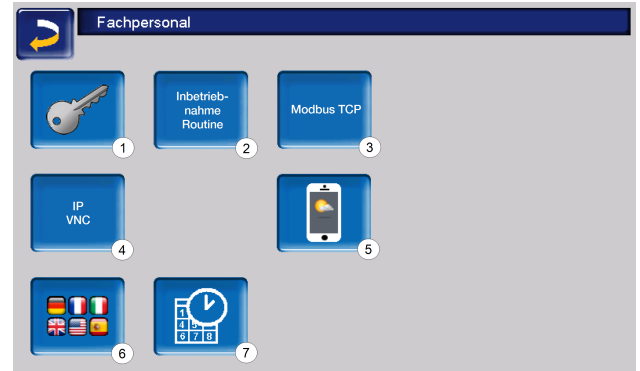 Fachpersonal
1
Inbetrieb-
nahme
Routine
2
Modbus TCP
3
IP
VNC
4
5
6
1
4 5
6 7 8
7